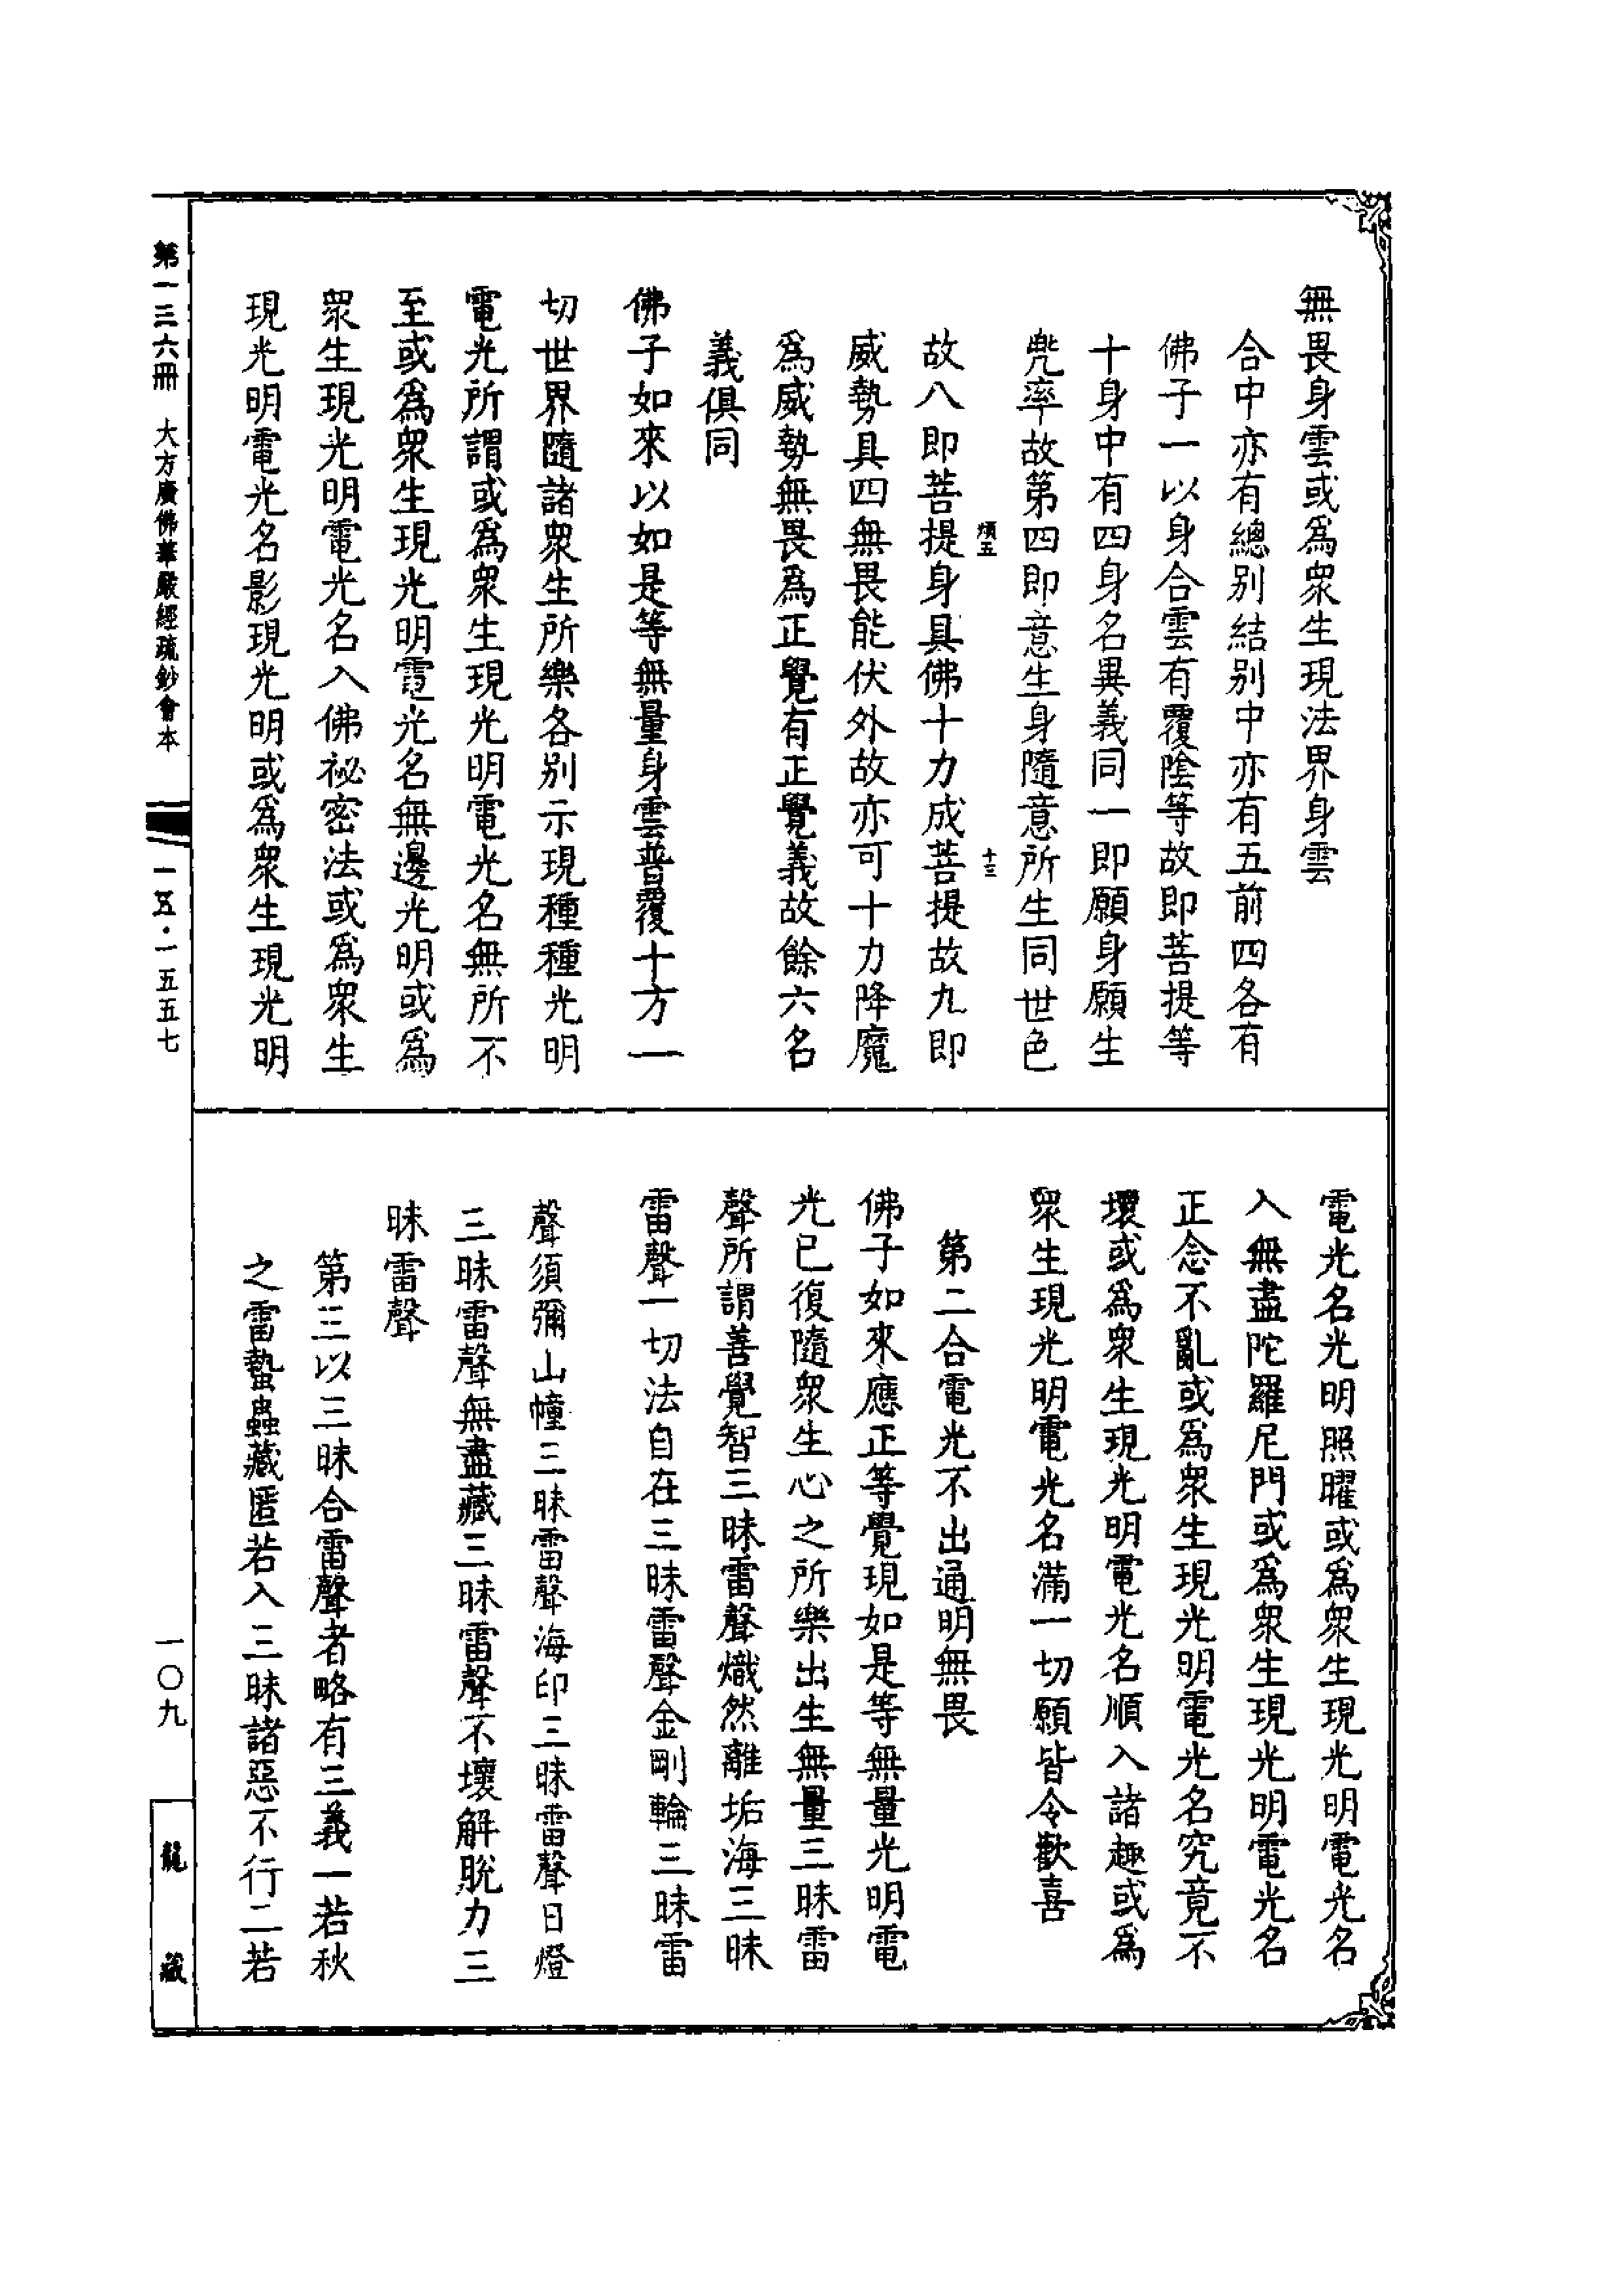 無畏身雲或爲眾生現法界身雲
合中亦有總别結别中亦有五前四各有
佛子一以身合雲有覆陰等故即菩提等
十身中有四身名異義同一即願身願生
兜率故第四即意生身隨意所生同世色
煩五
十三
故八即菩提身具佛十力成菩提故九即
威勢具四無畏能伏外故亦可十力降魔
爲威勢無畏爲正覺有正覺義故餘六名
義俱同
佛子如來以如是等無量身雲普覆十方一
切世界隨諸眾生所樂各别示現種種光明
電光所謂或爲眾生現光明電光名無所不
至或爲眾生現光明電光名無邊光明或爲
眾生現光明電光名入佛祕密法或爲眾生
現光明電光名影現光明或爲眾生現光明
電光名光明照曜或爲眾生現光明電光名
入無盡陀羅尼門或爲眾生現光明電光名
正念不亂或爲眾生現光明電光名究竟不
壞或爲眾生現光明電光名順入諸趣或爲
眾生現光明電光名滿一切願皆令歡喜
第二合電光不出通明無畏
佛子如來應正等覺現如是等無量光明電
光已復隨眾生心之所樂出生無量三昧雷
聲所謂善覺智三昧雷聲熾然離垢海三昧
雷聲一切法自在三昧雷聲金剛輪三昧雷
聲須彌山幢三昧雷聲海印三昧雷聲日燈
三昧雷聲無盡藏三昧雷聲不壞解脫力三
昧雷聲
第三以三昧合雷聲者略有三義一若秋
之雷蟄蟲藏匿若入三昧諸惡不行二若
第一三六冊 大方廣佛華嚴經疏鈔會本
一五·一五五七
一〇九
龍藏